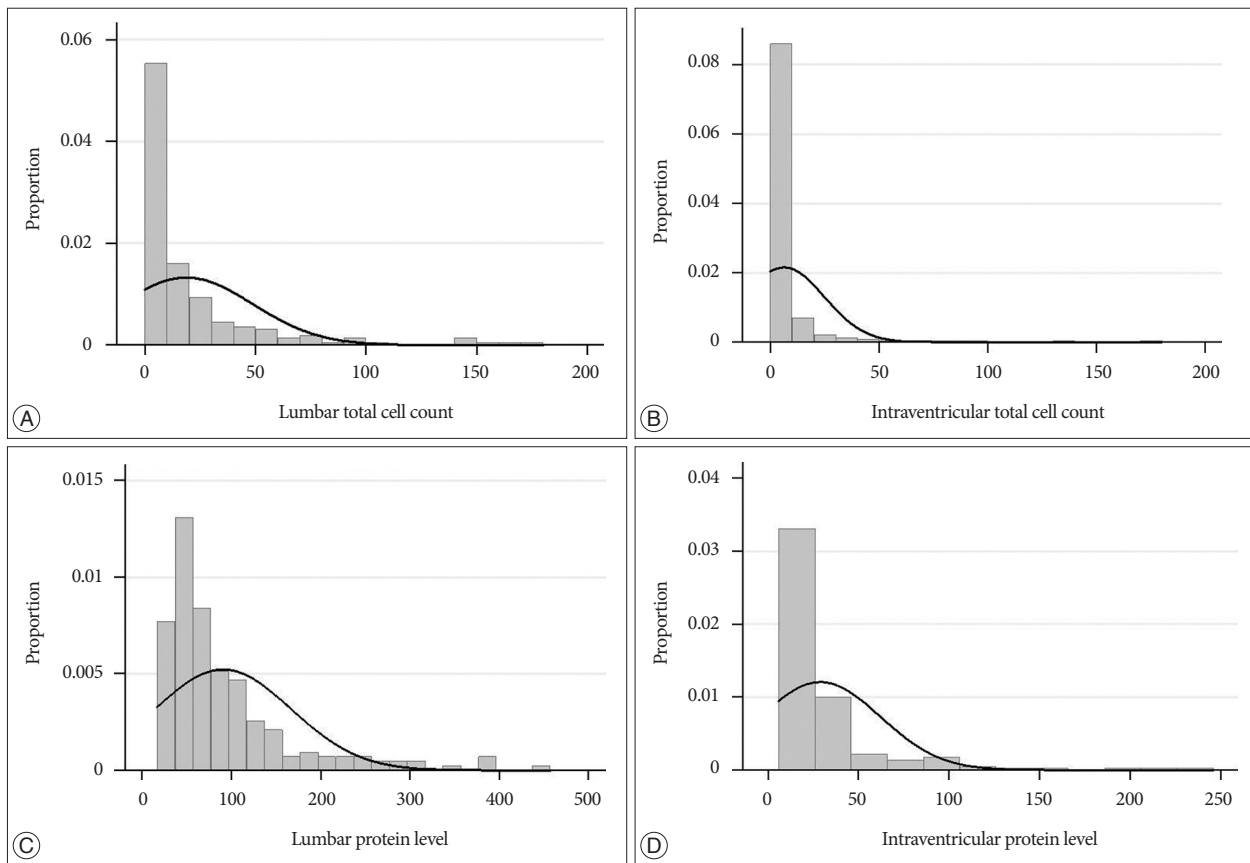 0.06
0.04
0.02
0
Proportion
0 50 100 150 200
Lumbar total cell count
A
0.08
0.06
0.04
0.02
0
Proportion
0 50 100 150 200
Intraventricular total cell count
B
0.015
0.01
0.005
0
Proportion
0 100 200 300 400 500
Lumbar protein level
C
0.04
0.03
0.02
0.01
0
Proportion
0 50 100 150 200 250
Intraventricular protein level
D